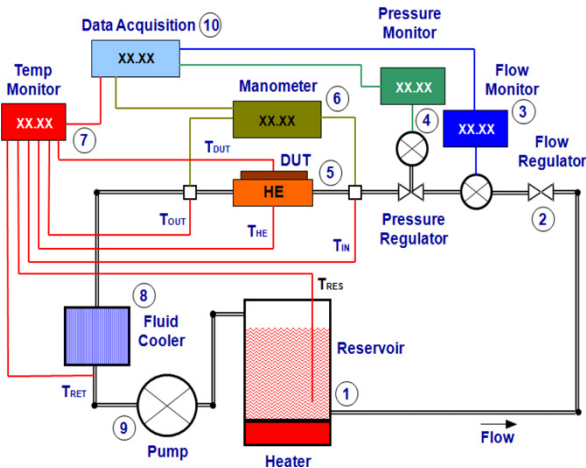 Data Acquisition 10
XX.XX
Pressure
Monitor
XX.XX
4
Temp
Monitor
XX.XX
7
Manometer
6
XX.XX
Flow
Monitor
3
XX.XX
Flow
Regulator
2
TDUT
DUT
5
HE
TOUT
THE
TIN
Pressure
Regulator
TRES
8
Fluid
Cooler
Reservoir
1
TRET
9
Pump
Heater
Flow